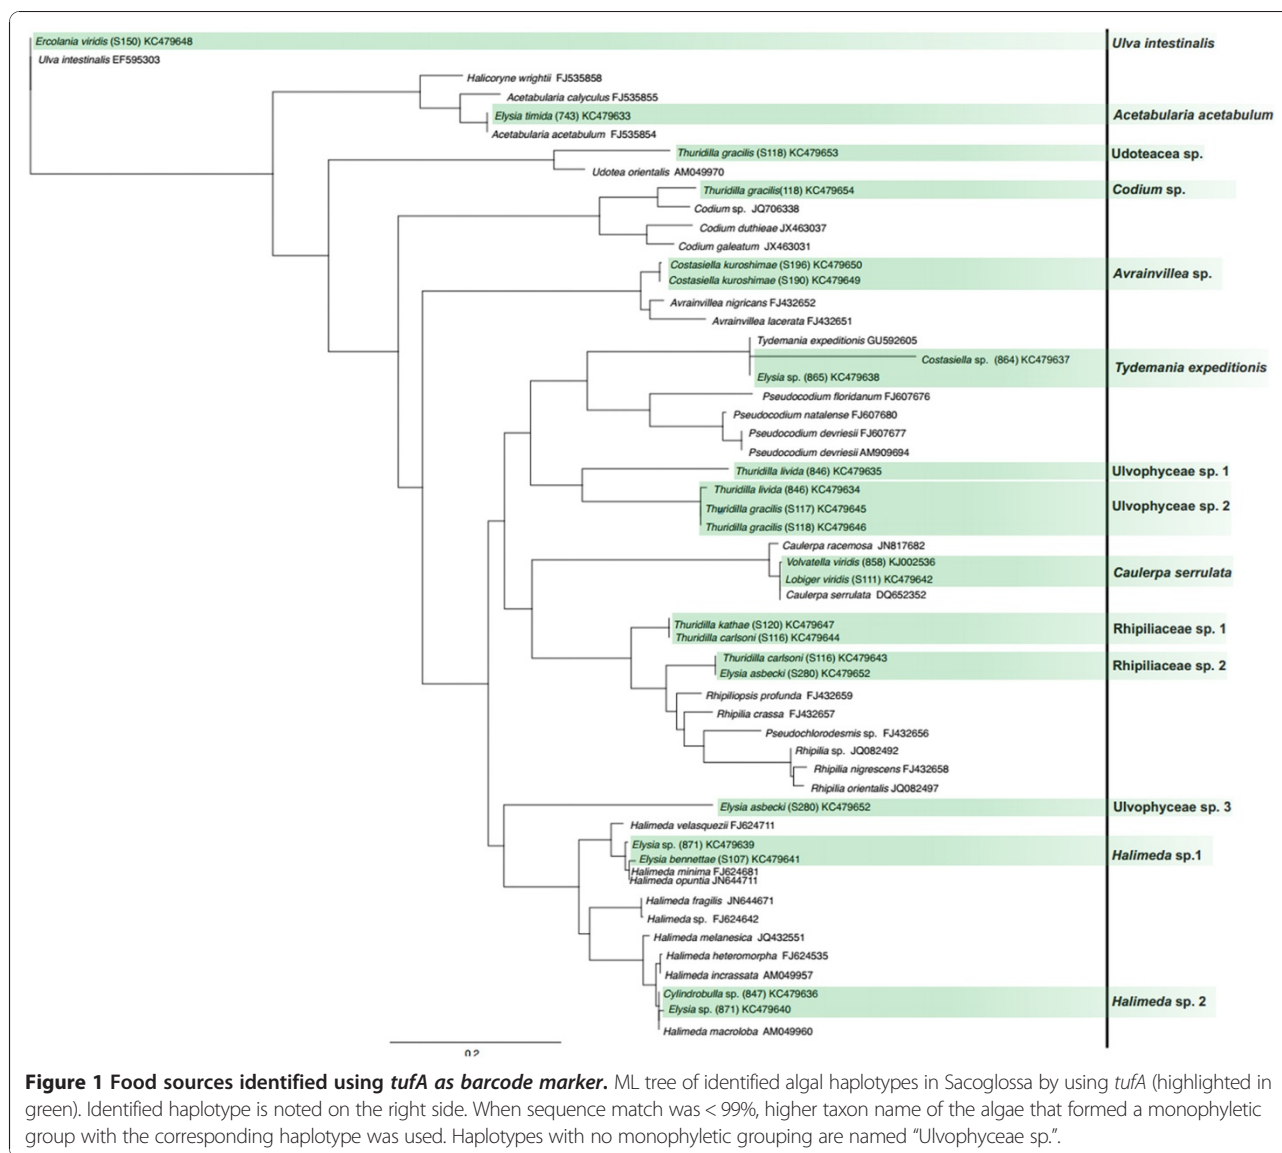 Ercolania viridis (S150) KC479648
Ulva intestinalis
Ulva intestinalis EF595303
Halicoryne wrightii FJ535858
Acetabularia calyculus FJ535855
Elysia timida (743) KC479633
Acetabularia acetabulum
Acetabularia acetabulum FJ535854
Thuridilla gracilis (S118) KC479653
Udoteacea sp.
Udotea orientalis AM049970
Thuridilla gracilis(118) KC479654
Codium sp.
Codium sp. JQ706338
Codium duthieae JX463037
Codium galeatum JX463031
Costasiella kuroshimae (S196) KC479650
Avrainvillea sp.
Costasiella kuroshimae (S190) KC479649
Avrainvillea nigricans FJ432652
Avrainvillea lacerata FJ432651
Tydemania expeditionis GU592605
Costasiella sp. (864) KC479637
Tydemania expeditionis
Elysia sp. (865) KC479638
Pseudocodium floridanum FJ607676
Pseudocodium natalense FJ607680
Pseudocodium devriesii FJ607677
Pseudocodium devriesii AM909694
Thuridilla livida (846) KC479635
Ulvophyceae sp. 1
Thuridilla livida (846) KC479634
Thuridilla gracilis (S117) KC479645
Ulvophyceae sp. 2
Thuridilla gracilis (S118) KC479646
Caulerpa racemosa JN817682
Volvatella viridis (858) KJ002536
Caulerpa serrulata
Lobiger viridis (S111) KC479642
Caulerpa serrulata DQ652352
Thuridilla kathae (S120) KC479647
Rhipiliaceae sp. 1
Thuridilla carlsoni (S116) KC479644
Thuridilla carlsoni (S116) KC479643
Rhipiliaceae sp. 2
Elysia asbecki (S280) KC479652
Rhipiliopsis profunda FJ432659
Rhipilia crassa FJ432657
Pseudochlorodesmis sp. FJ432656
Rhipilia sp. JQ082492
Rhipilia nigrescens FJ432658
Rhipilia orientalis JQ082497
Elysia asbecki (S280) KC479652
Ulvophyceae sp. 3
Halimeda velasquezii FJ624711
Elysia sp. (871) KC479639
Halimeda sp.1
Elysia bennettae (S107) KC479641
Halimeda minima FJ624681
Halimeda opuntia JN644711
Halimeda fragilis JN644671
Halimeda sp. FJ624642
Halimeda melanesica JQ432551
Halimeda heteromorpha FJ624535
Halimeda incrassata AM049957
Cylindrobulla sp. (847) KC479636
Halimeda sp. 2
Elysia sp. (871) KC479640
Halimeda macroloba AM049960
0.2
Figure 1 Food sources identified using tufA as barcode marker. ML tree of identified algal haplotypes in Sacoglossa by using tufA (highlighted in
green). Identified haplotype is noted on the right side. When sequence match was < 99%, higher taxon name of the algae that formed a monophyletic
group with the corresponding haplotype was used. Haplotypes with no monophyletic grouping are named “Ulvophyceae sp.”.